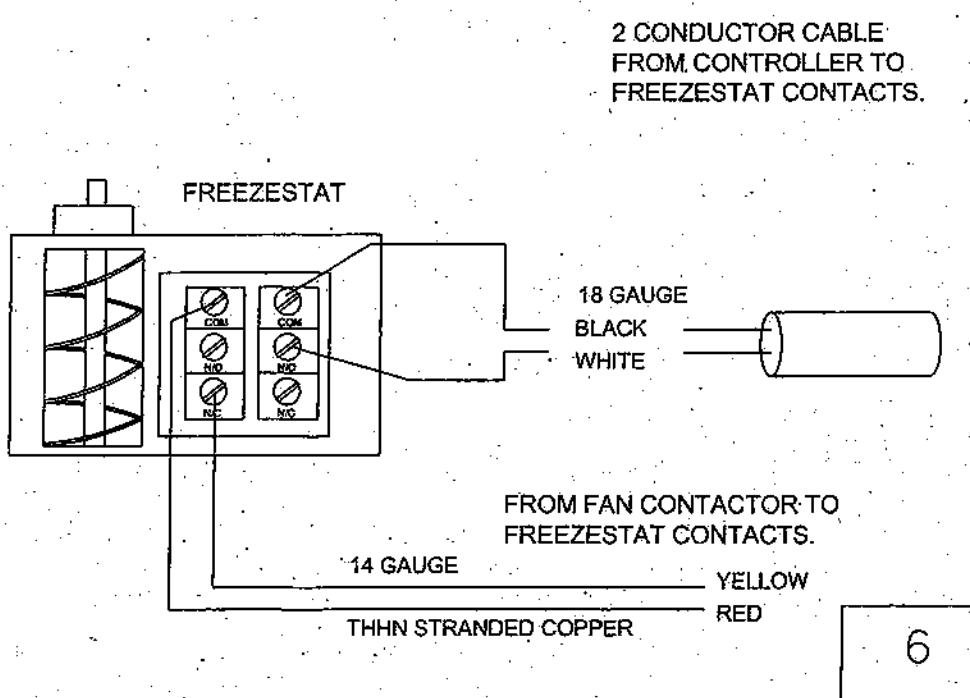 2 CONDUCTOR CABLE
FROM CONTROLLER TO
FREEZESTAT CONTACTS.
FREEZESTAT
COM
COM
N/O
N/O
N/C
N/C
18 GAUGE
BLACK
WHITE
FROM FAN CONTACTOR TO
FREEZESTAT CONTACTS.
14 GAUGE
YELLOW
RED
THHN STRANDED COPPER
6